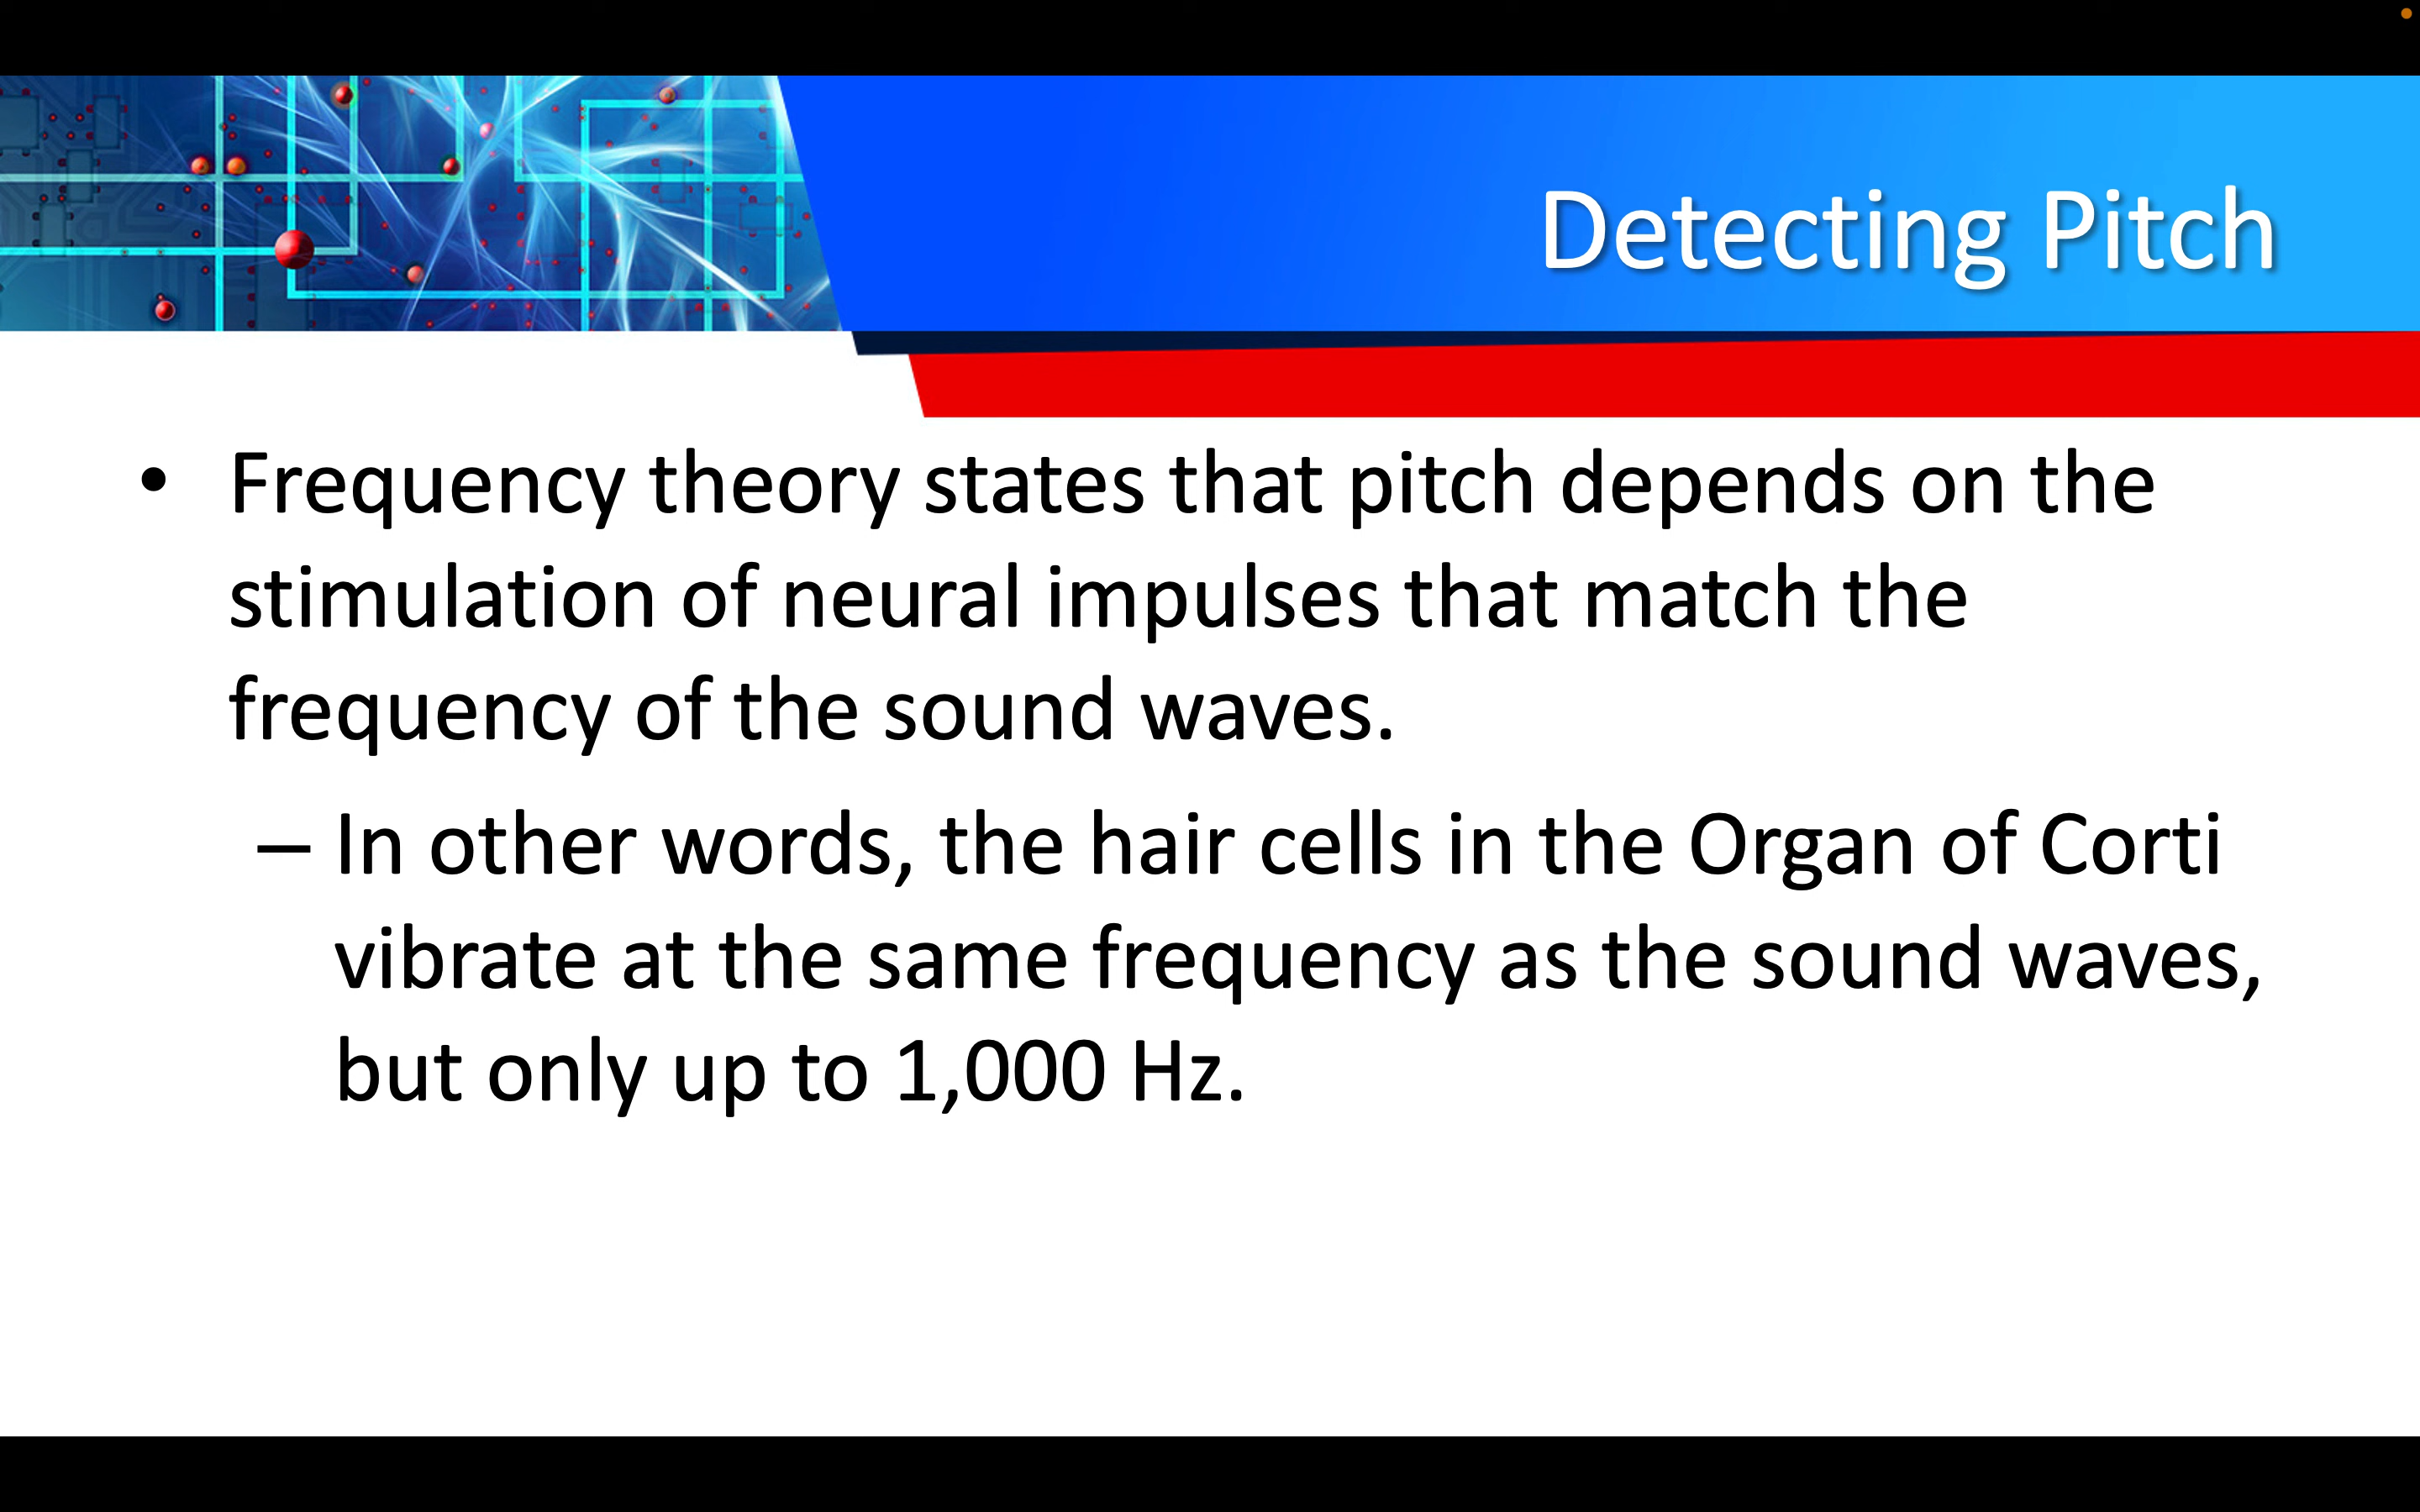 Detecting Pitch
• Frequency theory states that pitch depends on the
stimulation of neural impulses that match the
frequency of the sound waves.
– In other words, the hair cells in the Organ of Corti
vibrate at the same frequency as the sound waves,
but only up to 1,000 Hz.